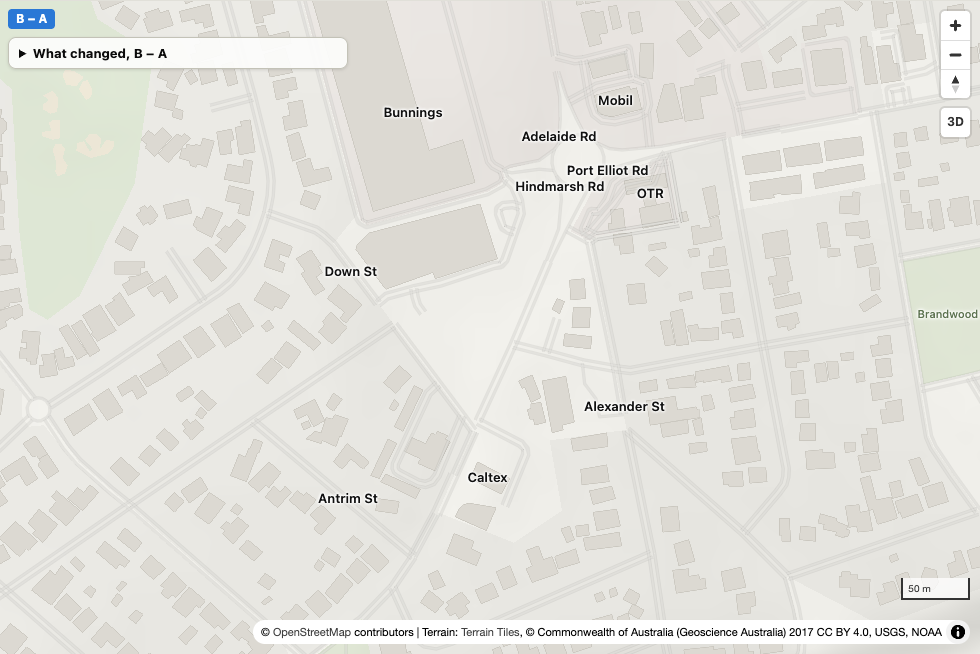 B – A
What changed, B – A
Bunnings
Mobil
Adelaide Rd
Port Elliot Rd
Hindmarsh Rd
OTR
3D
Down St
Brandwood
Alexander St
Caltex
Antrim St
50 m
© OpenStreetMap contributors | Terrain: Terrain Tiles, © Commonwealth of Australia (Geoscience Australia) 2017 CC BY 4.0, USGS, NOAA